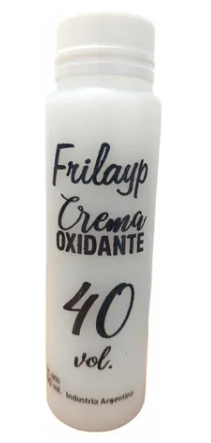 Frilayp
Crema
OXIDANTE
40
vol.
Industria Argentina